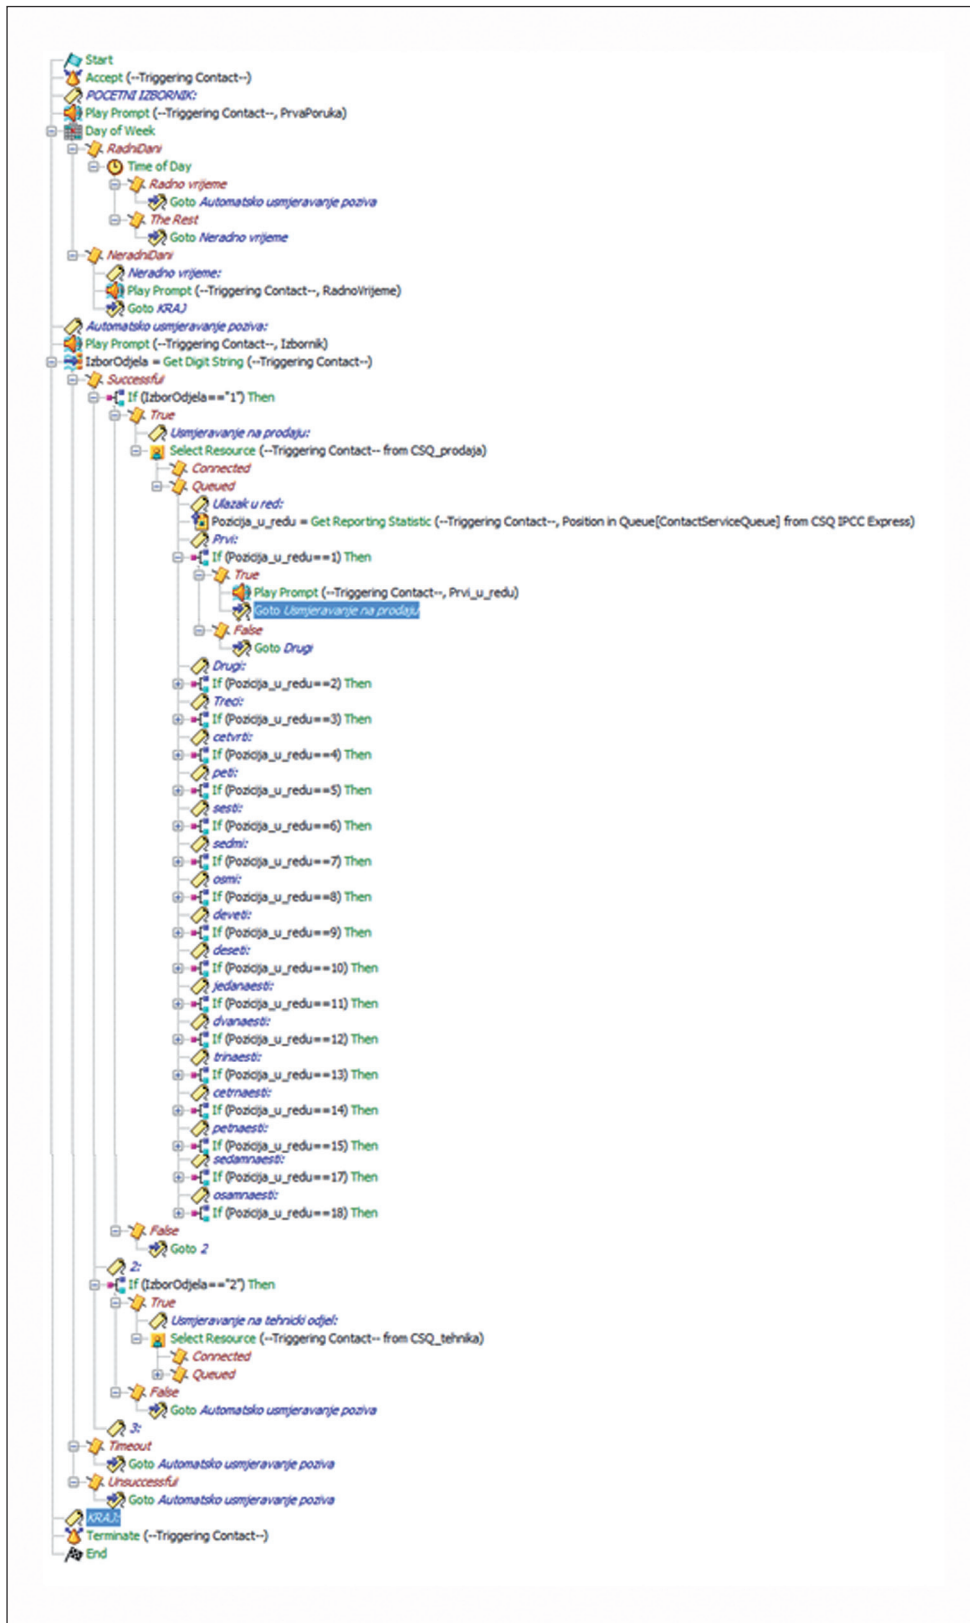 Start
Accept (--Triggering Contact--)
POCETNI IZBORNIK:
Play Prompt (--Triggering Contact--, PrvaPoruka)
Day of Week
RadniDani
Time of Day
Radno vrijeme
Goto Automatsko usmjeravanje poziva
The Rest
Goto Neradno vrijeme
NeradniDani
Neradno vrijeme:
Play Prompt (--Triggering Contact--, RadnoVrijeme)
Goto KRAJ
Automatsko usmjeravanje poziva:
Play Prompt (--Triggering Contact--, Izbornik)
IzborOdjela = Get Digit String (--Triggering Contact--)
Successful
If (IzborOdjela=="1") Then
True
Usmjeravanje na prodaju:
Select Resource (--Triggering Contact-- from CSQ_prodaja)
Connected
Queued
Ulazak u red:
Pozicija_u_redu = Get Reporting Statistic (--Triggering Contact--, Position in Queue[ContactServiceQueue] from CSQ IPCC Express)
Prvi:
If (Pozicija_u_redu==1) Then
True
Play Prompt (--Triggering Contact--, Prvi_u_redu)
Goto Usmjeravanje na prodaju
False
Goto Drugi
Drugi:
If (Pozicija_u_redu==2) Then
Treci:
If (Pozicija_u_redu==3) Then
cetvrti:
If (Pozicija_u_redu==4) Then
peti:
If (Pozicija_u_redu==5) Then
sesti:
If (Pozicija_u_redu==6) Then
sedmi:
If (Pozicija_u_redu==7) Then
osmi:
If (Pozicija_u_redu==8) Then
deveti:
If (Pozicija_u_redu==9) Then
deseti:
If (Pozicija_u_redu==10) Then
jedanaesti:
If (Pozicija_u_redu==11) Then
dvanaesti:
If (Pozicija_u_redu==12) Then
trinaesti:
If (Pozicija_u_redu==13) Then
cetrnaesti:
If (Pozicija_u_redu==14) Then
petnaesti:
If (Pozicija_u_redu==15) Then
sedamnaesti:
If (Pozicija_u_redu==17) Then
osamnaesti:
If (Pozicija_u_redu==18) Then
False
Goto 2
2:
If (IzborOdjela=="2") Then
True
Usmjeravanje na tehnicki odjel:
Select Resource (--Triggering Contact-- from CSQ_tehnika)
Connected
Queued
False
Goto Automatsko usmjeravanje poziva
3:
Timeout
Goto Automatsko usmjeravanje poziva
Unsuccessful
Goto Automatsko usmjeravanje poziva
KRAJ:
Terminate (--Triggering Contact--)
End